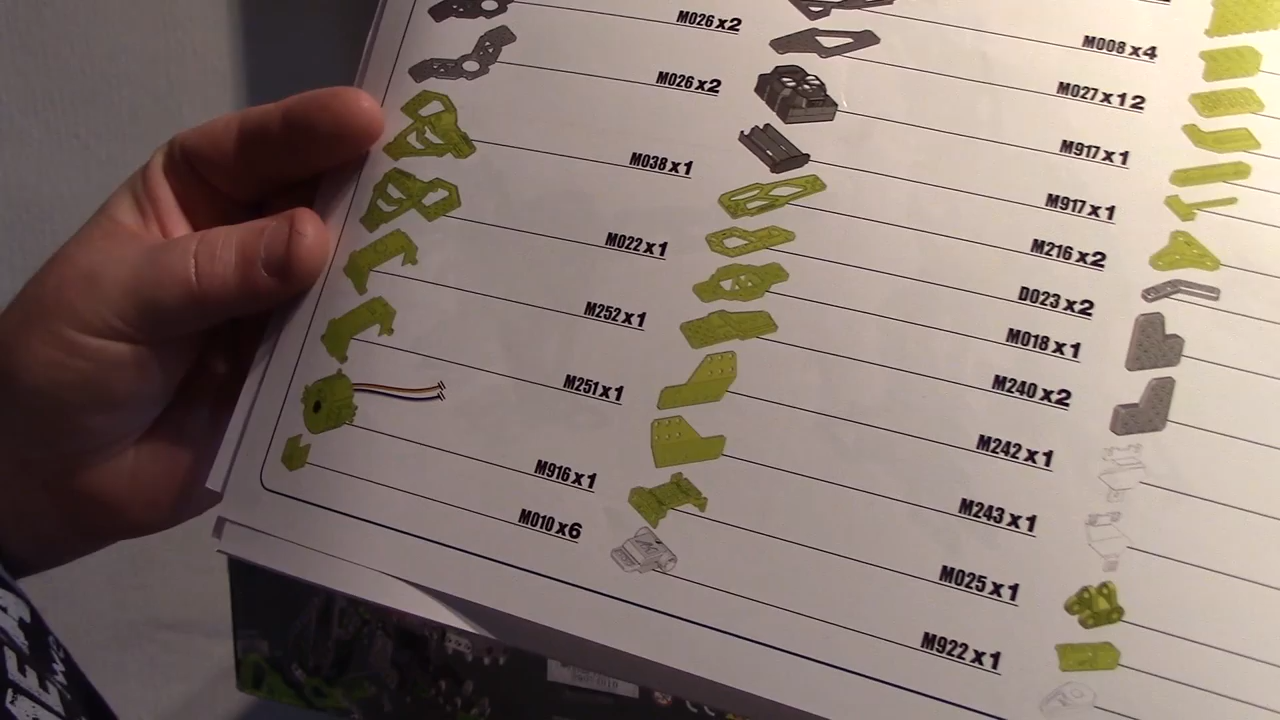 M026 x2
M026 x2
M038 x1
M022 x1
M252 x1
M251 x1
M916 x1
M010 x6
M008 x4
M027 x12
M917 x1
M917 x1
M216 x2
D023 x2
M018 x1
M240 x2
M242 x1
M243 x1
M025 x1
M922 x1